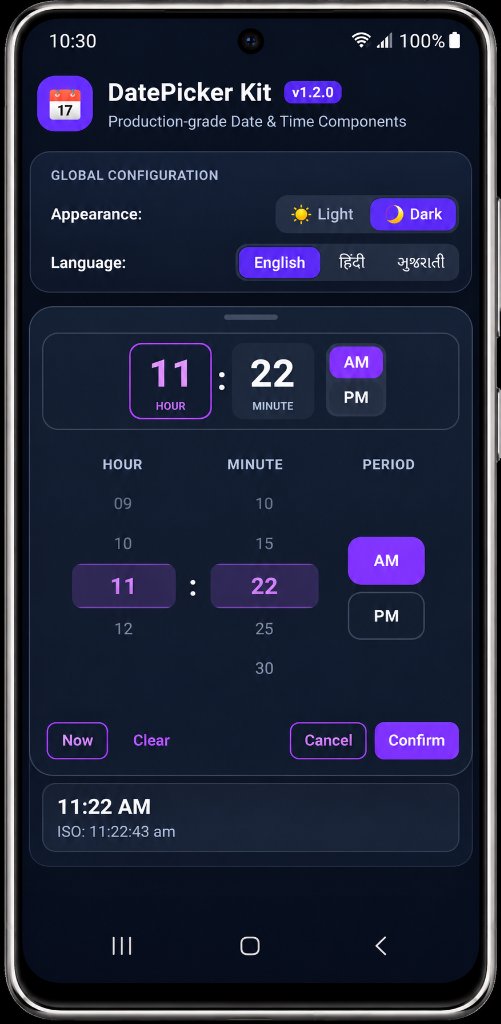 10:30 100%
17
DatePicker Kit v1.2.0
Production-grade Date & Time Components
GLOBAL CONFIGURATION
Appearance: Light Dark
Language: English हिंदी ગુજરાતી
11 : 22 AM
HOUR MINUTE PM
HOUR MINUTE PERIOD
09 10
10 15
AM
11 : 22
PM
12 25
30
Now Clear Cancel Confirm
11:22 AM
ISO: 11:22:43 am